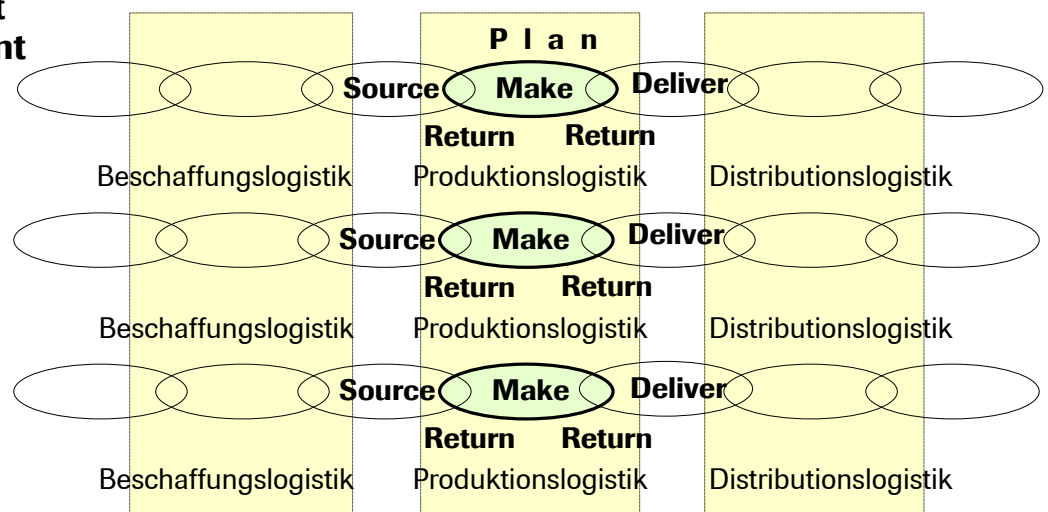 P l a n
Source Make Deliver
Return Return
Beschaffungslogistik Produktionslogistik Distributionslogistik
Source Make Deliver
Return Return
Beschaffungslogistik Produktionslogistik Distributionslogistik
Source Make Deliver
Return Return
Beschaffungslogistik Produktionslogistik Distributionslogistik